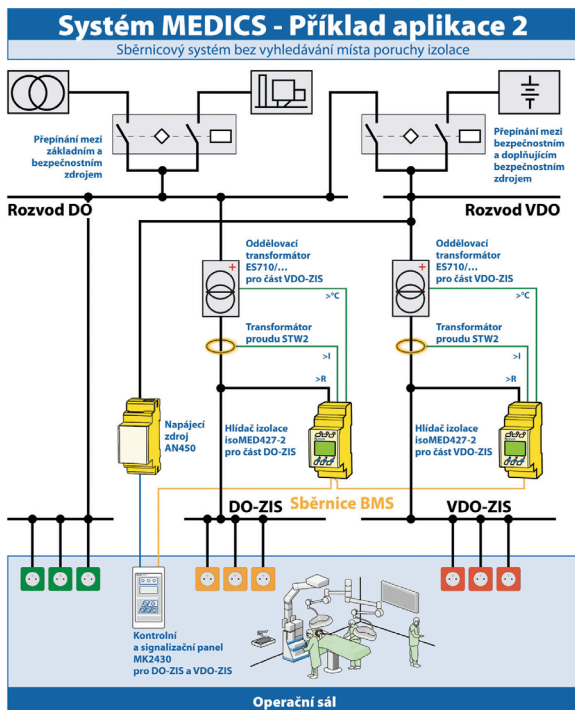 Systém MEDICS - Příklad aplikace 2
Sběrnicový systém bez vyhledávání místa poruchy izolace
Přepínání mezi
základním a
bezpečnostním
zdrojem
Přepínání mezi
bezpečnostním
a doplňujícím
bezpečnostním
zdrojem
Rozvod DO
Rozvod VDO
Oddělovací
transformátor
ES710/...
pro část VDO-ZIS
>°C
Transformátor
proudu STW2
>I
>R
Oddělovací
transformátor
ES710/...
pro část VDO-ZIS
>°C
Transformátor
proudu STW2
>I
>R
Napájecí
zdroj
AN450
Hlídač izolace
isoMED427-2
pro část DO-ZIS
Hlídač izolace
isoMED427-2
pro část VDO-ZIS
Sběrnice BMS
DO-ZIS
VDO-ZIS
Kontrolní
a signalizační panel
MK2430
pro DO-ZIS a VDO-ZIS
Operační sál